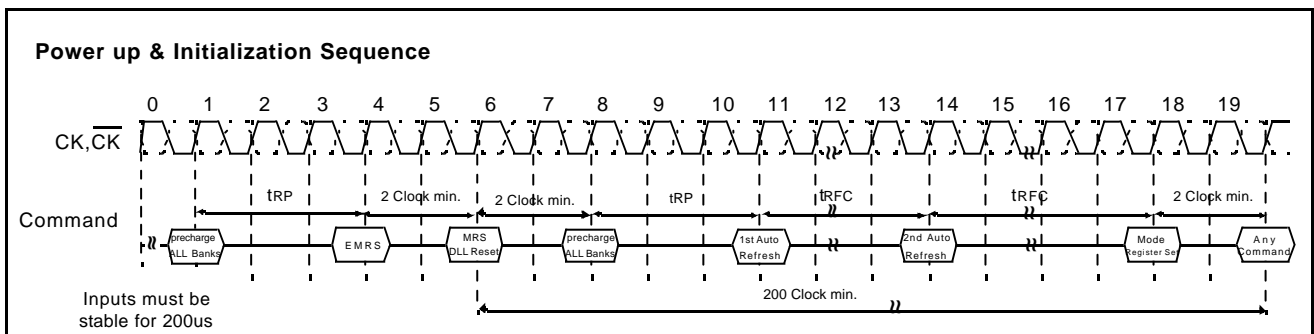 Power up & Initialization Sequence
0 1 2 3 4 5 6 7 8 9 10 11 12 13 14 15 16 17 18 19
CK,CK
tRP 2 Clock min. 2 Clock min. tRP tRFC tRFC 2 Clock min.
Command
precharge
ALL Banks
EMRS
MRS
DLL Reset
precharge
ALL Banks
1st Auto
Refresh
2nd Auto
Refresh
Mode
Register Set
Any
Command
200 Clock min.
Inputs must be
stable for 200us